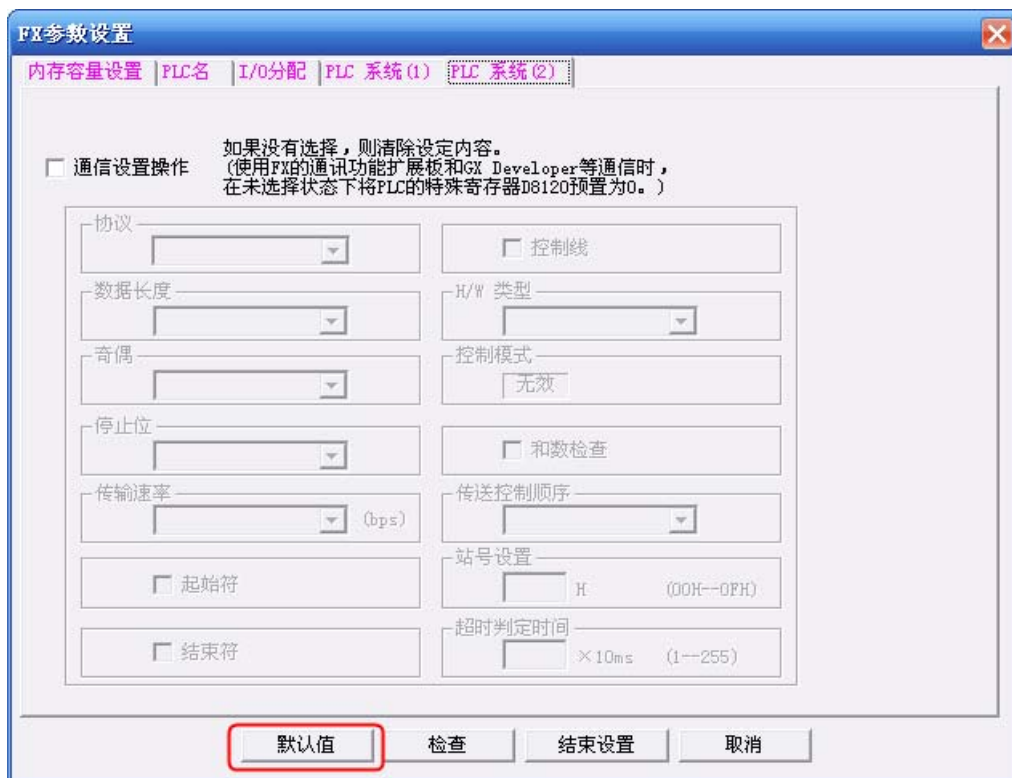 FX参数设置
内存容量设置 PLC名 I/O分配 PLC 系统(1) PLC 系统(2)
如果没有选择，则清除设定内容。
通信设置操作 (使用FX的通讯功能扩展板和GX Developer等通信时，
在未选择状态下将PLC的特殊寄存器D8120预置为0。)
协议
控制线
数据长度
H/W 类型
奇偶
控制模式
无效
停止位
和数检查
传输速率
(bps)
传送控制顺序
起始符
站号设置
H (00H--0FH)
结束符
超时判定时间
×10ms (1--255)
默认值 检查 结束设置 取消